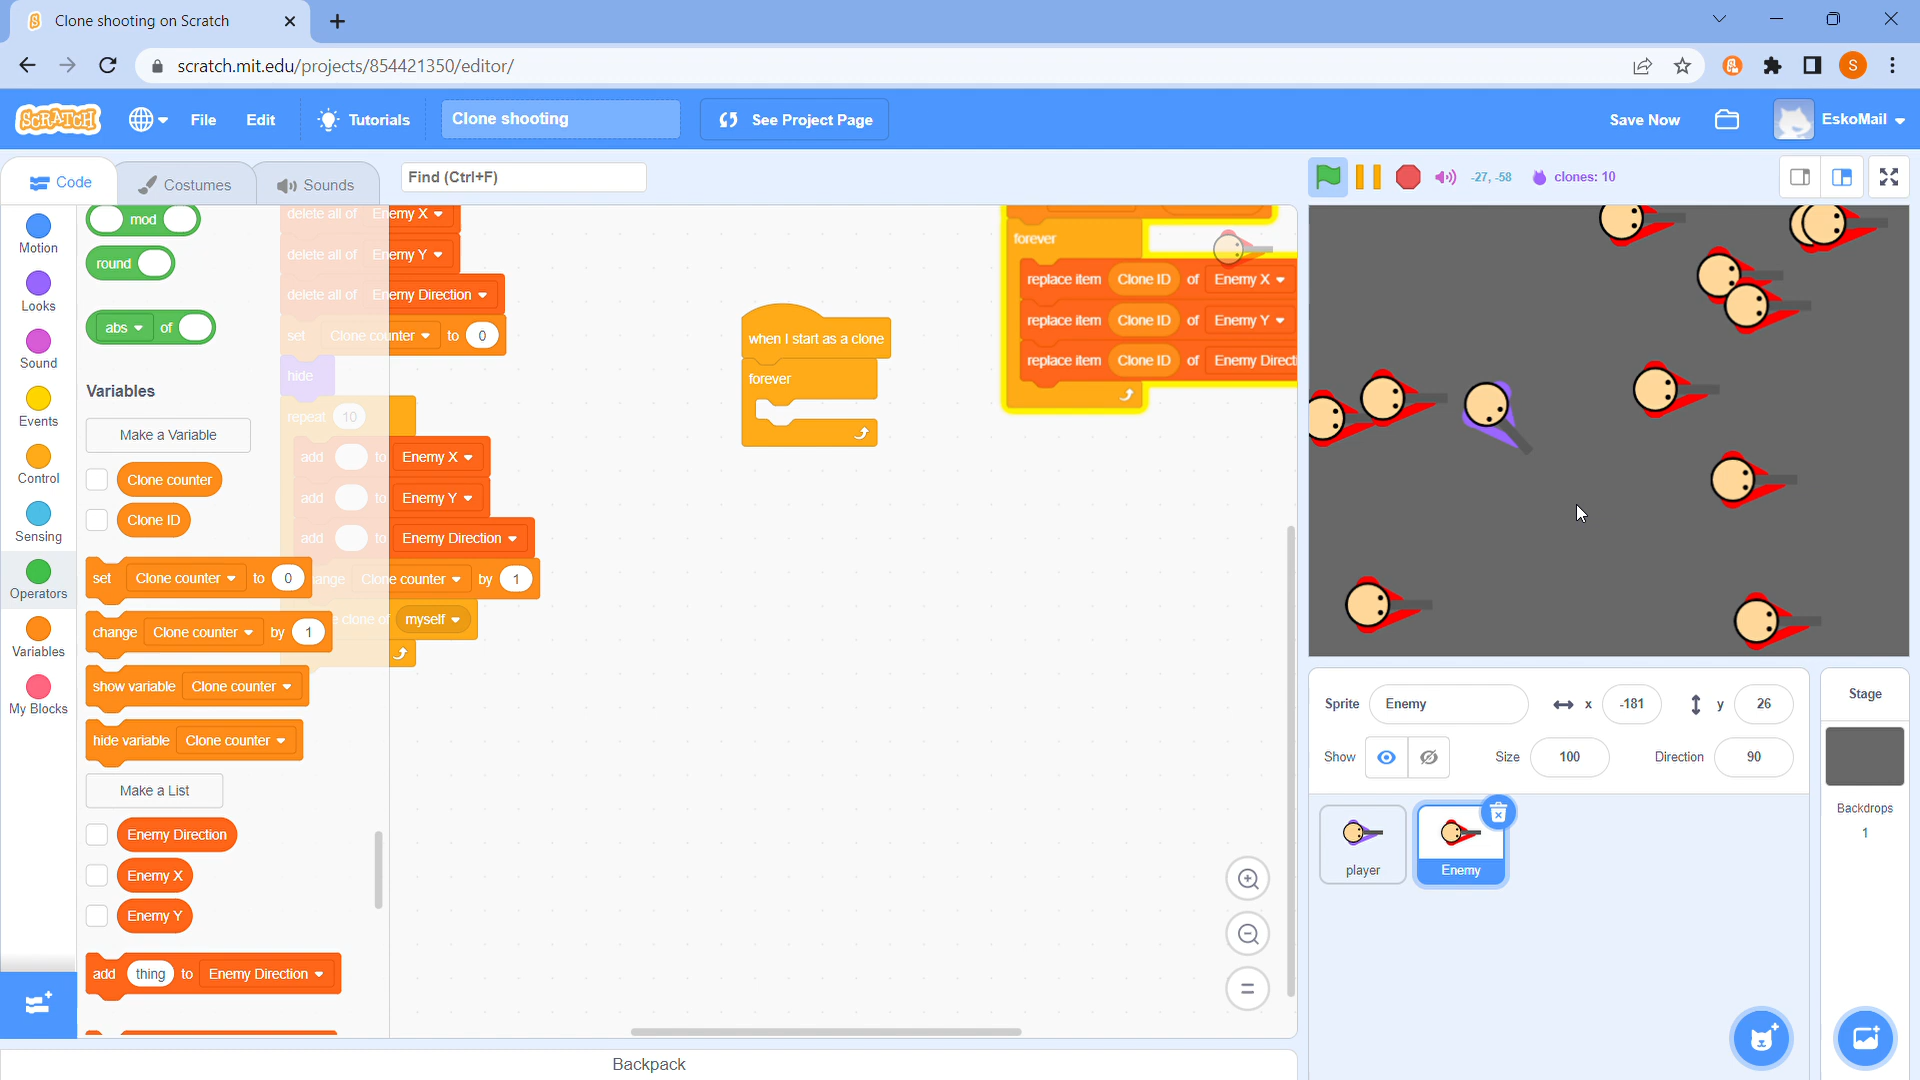 Clone shooting on Scratch
scratch.mit.edu/projects/854421350/editor/
S
SCRATCH
File
Edit
Tutorials
Clone shooting
See Project Page
Save Now
EskoMail
Code
Costumes
Sounds
Find (Ctrl+F)
-27, -58
clones: 10
Motion
Looks
Sound
Events
Control
Sensing
Operators
Variables
My Blocks
mod
round
abs of
Variables
Make a Variable
Clone counter
Clone ID
set Clone counter to 0
change Clone counter by 1
show variable Clone counter
hide variable Clone counter
Make a List
Enemy Direction
Enemy X
Enemy Y
add thing to Enemy Direction
delete all of Enemy X
delete all of Enemy Y
delete all of Enemy Direction
set Clone counter to 0
hide
repeat 10
add to Enemy X
add to Enemy Y
add to Enemy Direction
ange Clone counter by 1
clone of myself
when I start as a clone
forever
forever
replace item Clone ID of Enemy X
replace item Clone ID of Enemy Y
replace item Clone ID of Enemy Direct
Sprite Enemy x -181 y 26
Show Size 100 Direction 90
player
Enemy
Stage
Backdrops
1
Backpack